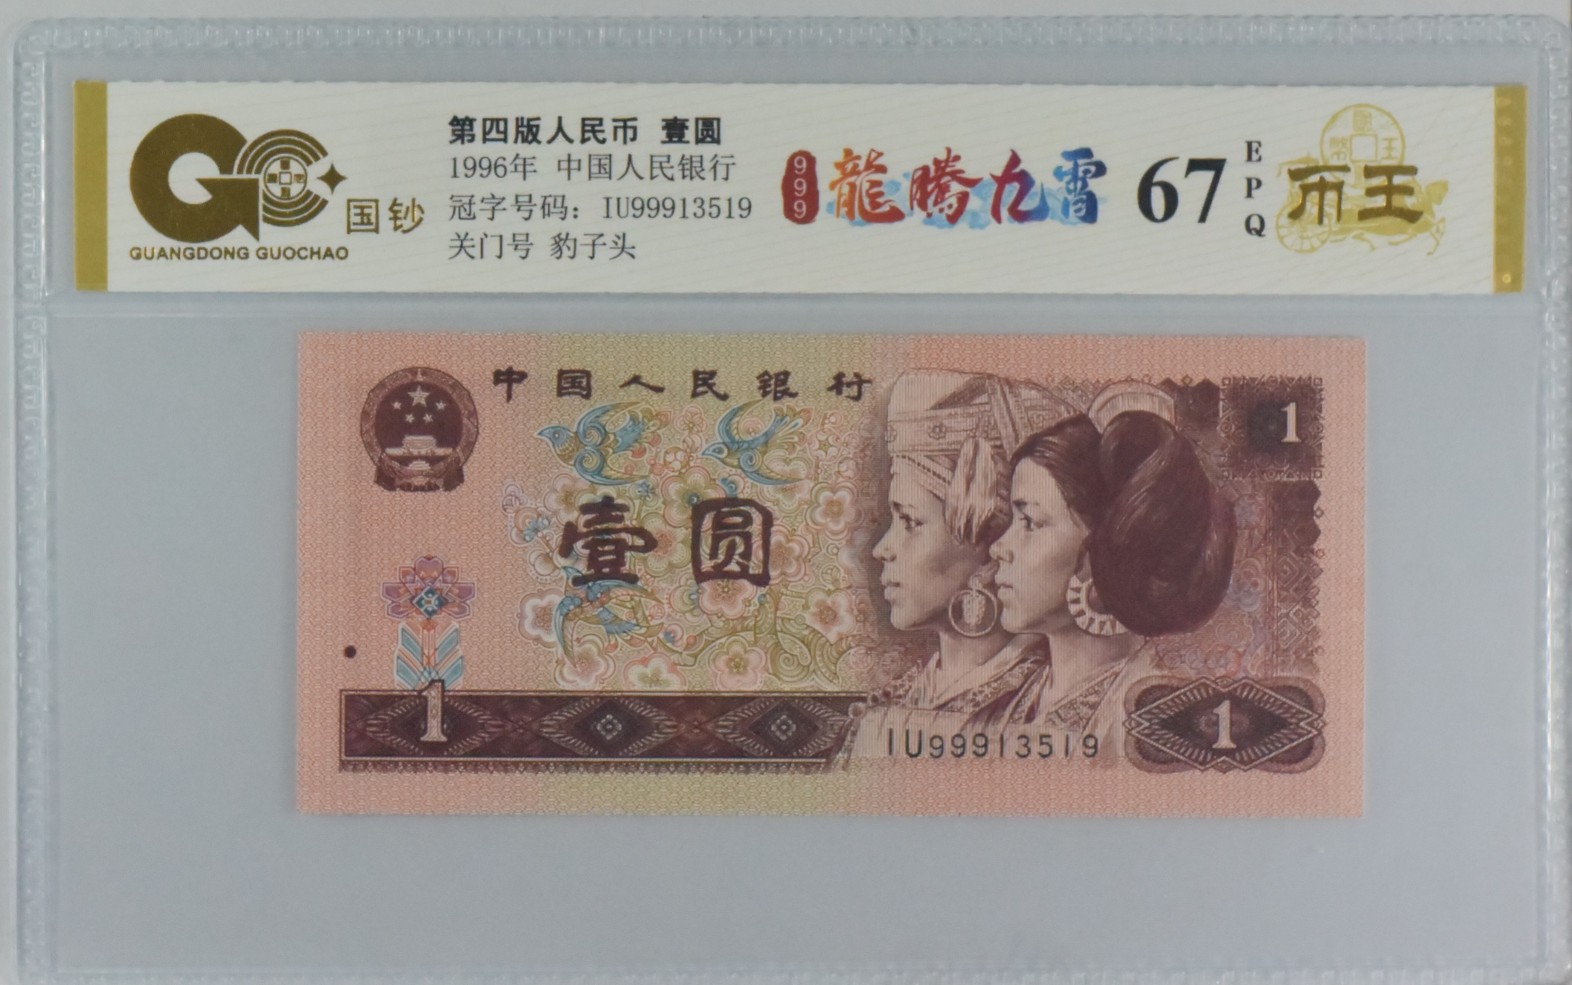 国钞
GUANGDONG GUOCHAO
第四版人民币 壹圆
1996年 中国人民银行
冠字号码：IU99913519
关门号 豹子头
999
龍騰九霄
67
EPQ
币王
中国人民银行
1
壹圆
1
IU99913519
1